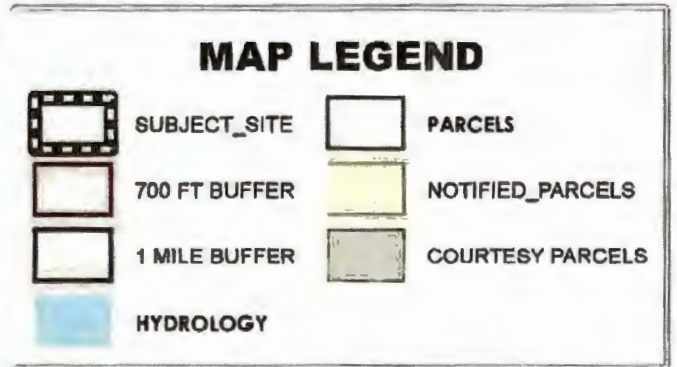 MAP LEGEND
SUBJECT_SITE
PARCELS
700 FT BUFFER
NOTIFIED_PARCELS
1 MILE BUFFER
COURTESY PARCELS
HYDROLOGY